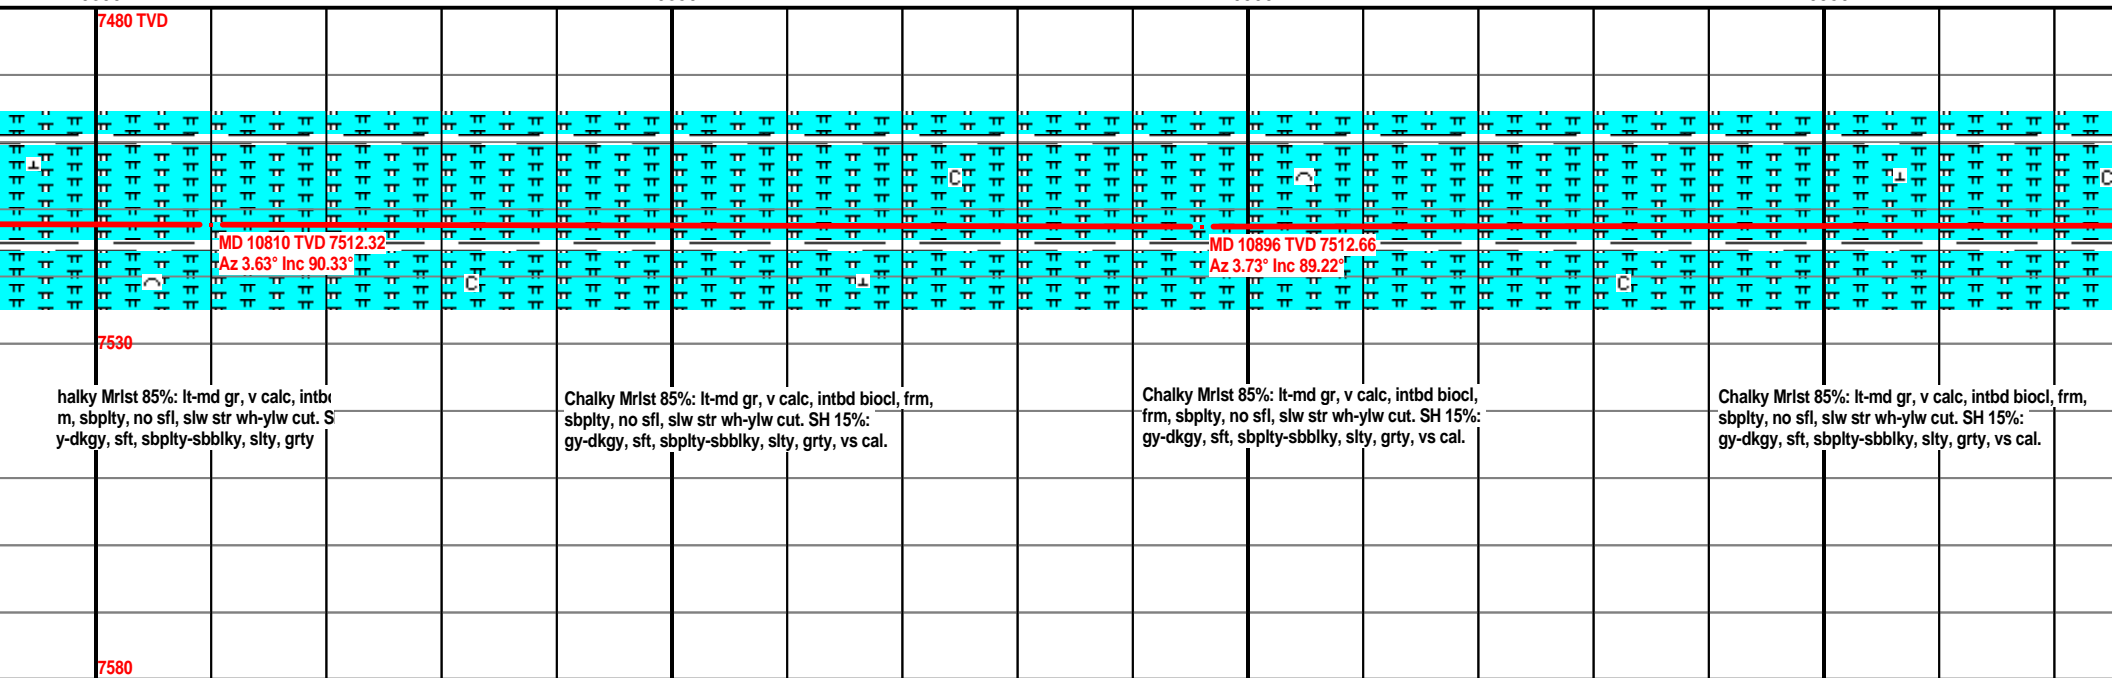 7480 TVD
MD 10810 TVD 7512.32
Az 3.63° Inc 90.33°
MD 10896 TVD 7512.66
Az 3.73° Inc 89.22°
7530
halky Mrlst 85%: lt-md gr, v calc, intbd
m, sbplty, no sfl, slw str wh-ylw cut. S
y-dkgy, sft, sbplty-sbblky, slty, grty
Chalky Mrlst 85%: lt-md gr, v calc, intbd biocl, frm,
sbplty, no sfl, slw str wh-ylw cut. SH 15%:
gy-dkgy, sft, sbplty-sbblky, slty, grty, vs cal.
Chalky Mrlst 85%: lt-md gr, v calc, intbd biocl,
frm, sbplty, no sfl, slw str wh-ylw cut. SH 15%:
gy-dkgy, sft, sbplty-sbblky, slty, grty, vs cal.
Chalky Mrlst 85%: lt-md gr, v calc, intbd biocl, frm,
sbplty, no sfl, slw str wh-ylw cut. SH 15%:
gy-dkgy, sft, sbplty-sbblky, slty, grty, vs cal.
7580